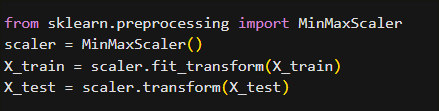 from sklearn.preprocessing import MinMaxScaler
scaler = MinMaxScaler()
X_train = scaler.fit_transform(X_train)
X_test = scaler.transform(X_test)